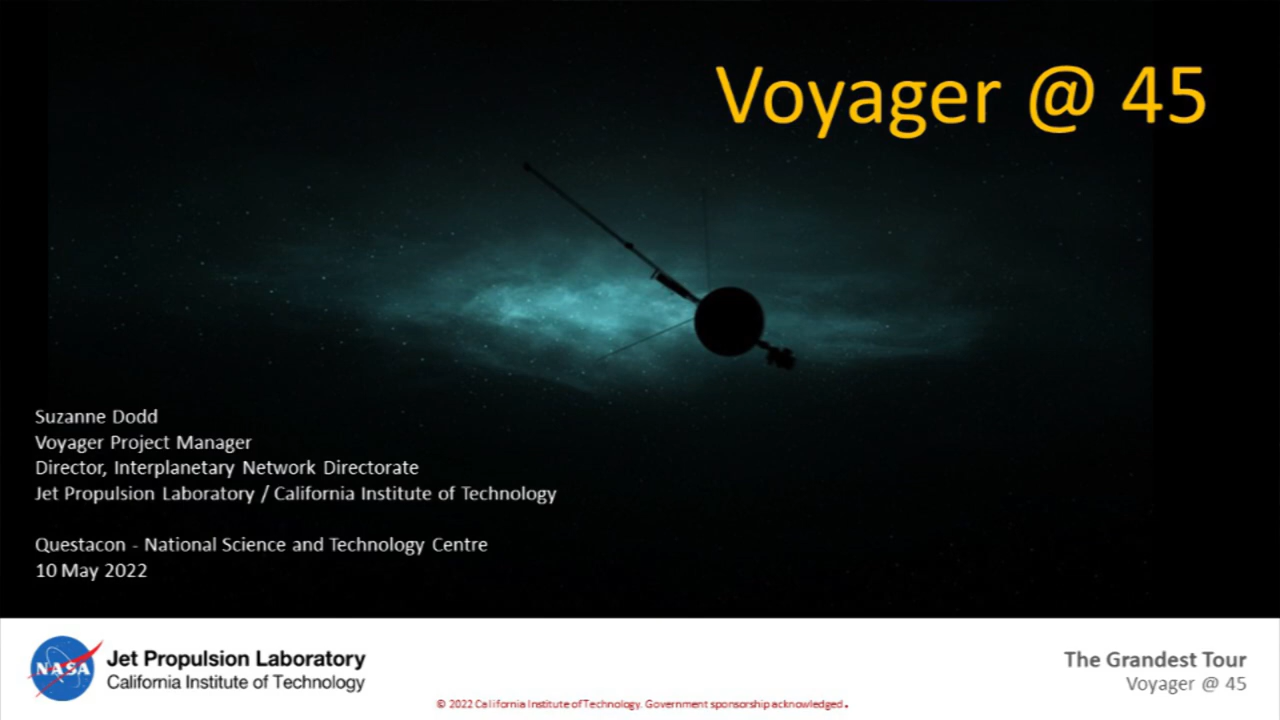 Voyager @ 45
Suzanne Dodd
Voyager Project Manager
Director, Interplanetary Network Directorate
Jet Propulsion Laboratory / California Institute of Technology
Questacon - National Science and Technology Centre
10 May 2022
NASA
Jet Propulsion Laboratory
California Institute of Technology
The Grandest Tour
Voyager @ 45
© 2022 California Institute of Technology. Government sponsorship acknowledged.